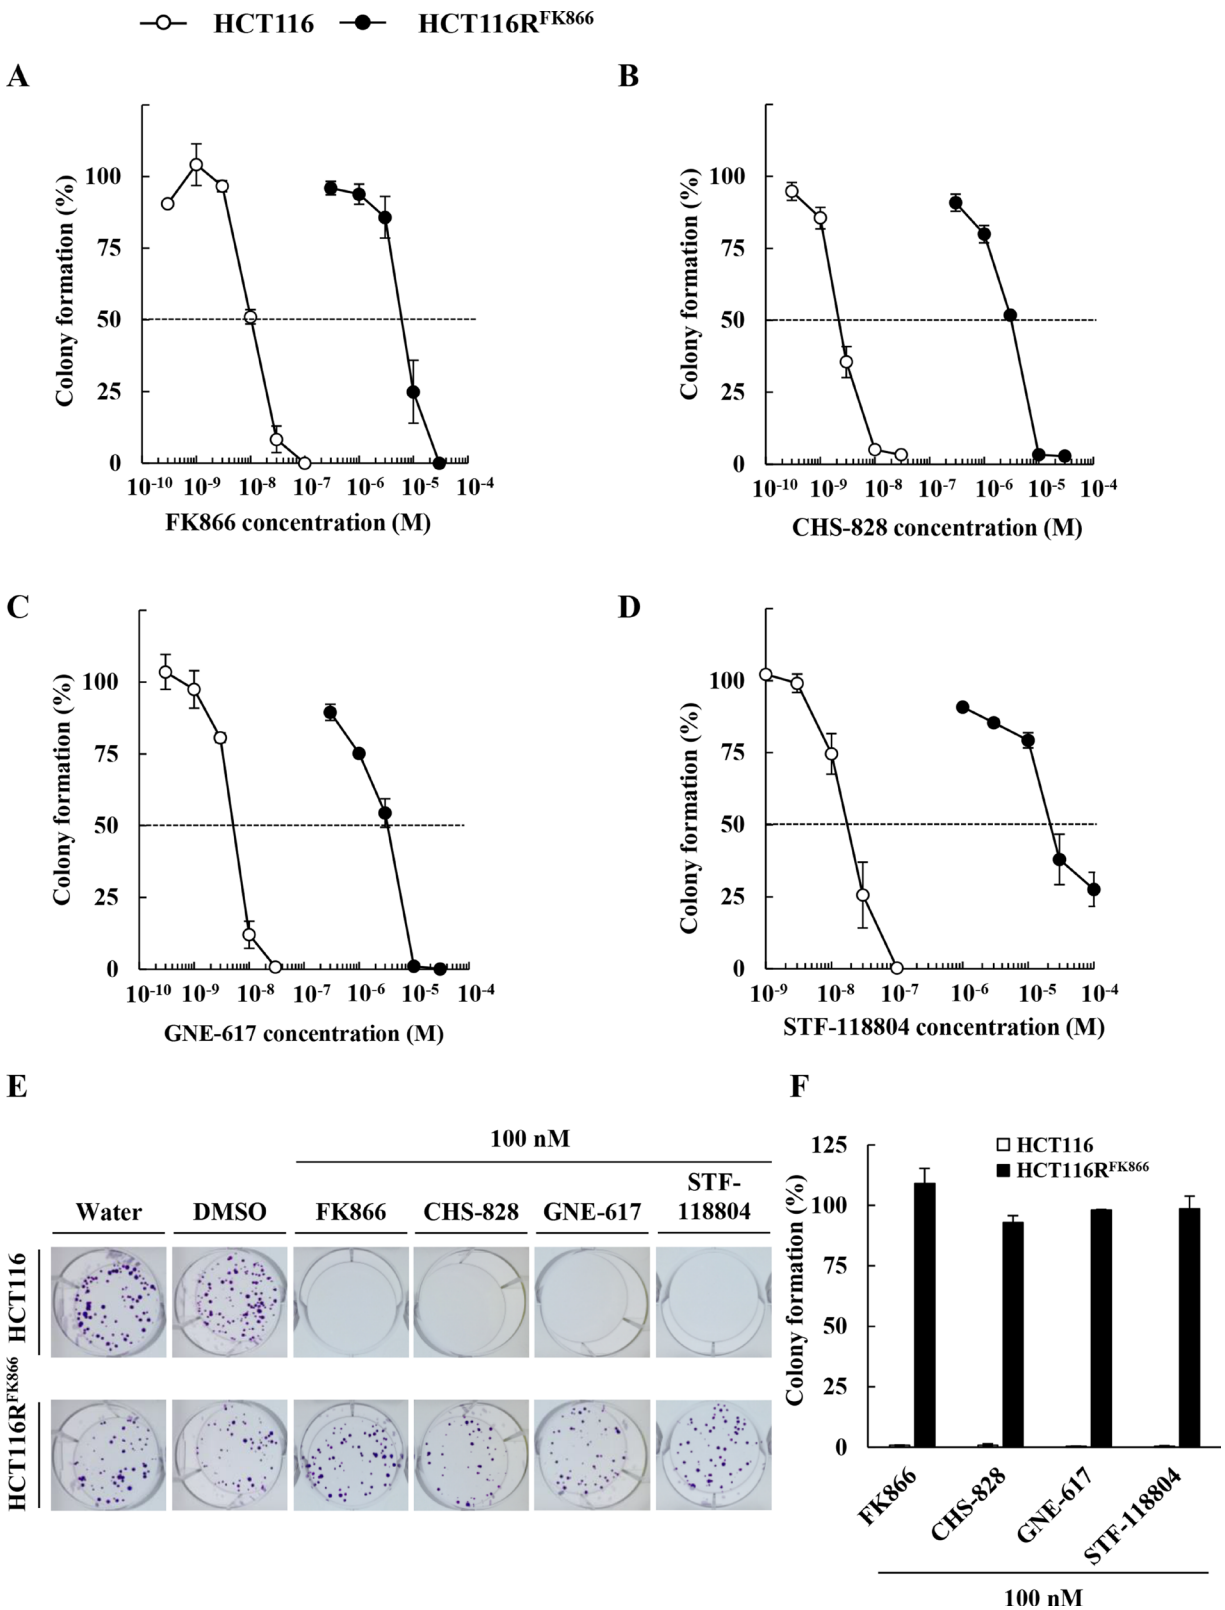 HCT116 HCT116R^FK866
A
Colony formation (%)
100
75
50
25
0
10-10 10-9 10-8 10-7 10-6 10-5 10-4
FK866 concentration (M)
B
Colony formation (%)
100
75
50
25
0
10-10 10-9 10-8 10-7 10-6 10-5 10-4
CHS-828 concentration (M)
C
Colony formation (%)
100
75
50
25
0
10-10 10-9 10-8 10-7 10-6 10-5 10-4
GNE-617 concentration (M)
D
Colony formation (%)
100
75
50
25
0
10-9 10-8 10-7 10-6 10-5 10-4
STF-118804 concentration (M)
E
100 nM
Water DMSO FK866 CHS-828 GNE-617 STF-
118804
HCT116
HCT116R^FK866
F
Colony formation (%)
125
100
75
50
25
0
HCT116
HCT116R^FK866
FK866
CHS-828
GNE-617
STF-118804
100 nM